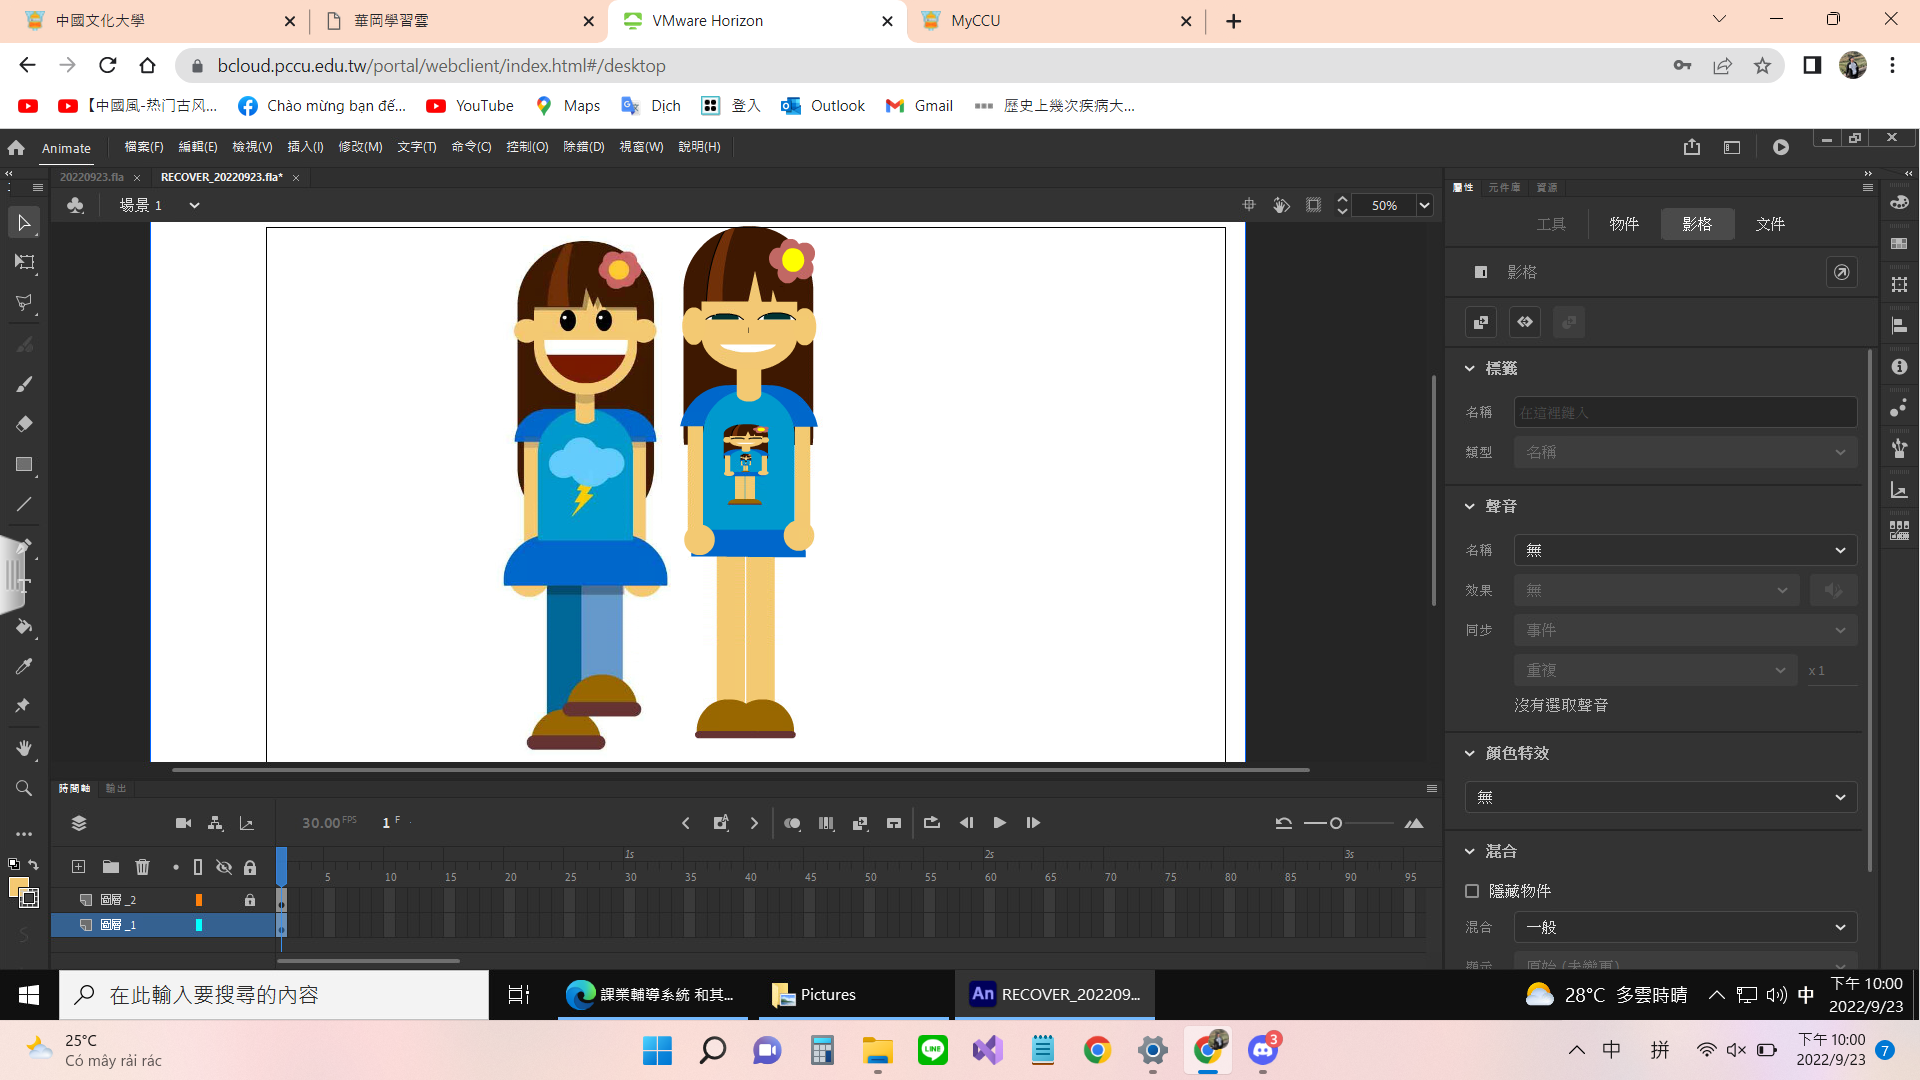 中國文化大學
華岡學習雲
VMware Horizon
MyCCU
bcloud.pccu.edu.tw/portal/webclient/index.html#/desktop
【中國風-热门古风...
Chào mừng bạn đế...
YouTube
Maps
Dịch
登入
Outlook
Gmail
歷史上幾次疾病大...
Animate
檔案(F)
編輯(E)
檢視(V)
插入(I)
修改(M)
文字(T)
命令(C)
控制(O)
除錯(D)
視窗(W)
說明(H)
20220923.fla
RECOVER_20220923.fla*
屬性
元件庫
資源
場景 1
50%
工具
物件
影格
文件
影格
標籤
名稱
在這裡鍵入
類型
名稱
聲音
名稱
無
效果
無
同步
事件
重複
x 1
沒有選取聲音
顏色特效
無
混合
隱藏物件
混合
一般
顯示
原始 (未變更)
時間軸
輸出
30.00 FPS
1 F
1s
2s
3s
5 10 15 20 25 30 35 40 45 50 55 60 65 70 75 80 85 90 95
圖層_2
圖層_1
在此輸入要搜尋的內容
課業輔導系統 和其...
Pictures
An
RECOVER_202209...
28°C 多雲時晴
中
下午 10:00
2022/9/23
25°C
Có mây rải rác
LINE
3
中
拼
下午 10:00
2022/9/23
7